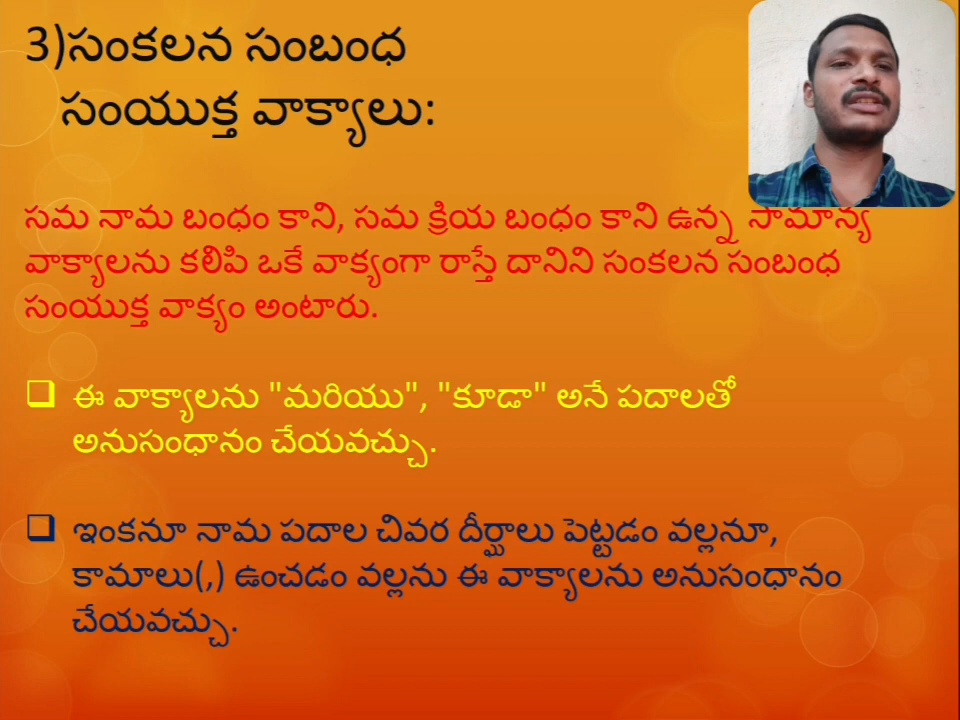 3)సంకలన సంబంధ
సంయుక్త వాక్యాలు:
సమ నామ బంధం కాని, సమ క్రియ బంధం కాని ఉన్న సామాన్య
వాక్యాలను కలిపి ఒకే వాక్యంగా రాస్తే దానిని సంకలన సంబంధ
సంయుక్త వాక్యం అంటారు.
ఈ వాక్యాలను "మరియు", "కూడా" అనే పదాలతో
అనుసంధానం చేయవచ్చు.
ఇంకనూ నామ పదాల చివర దీర్ఘాలు పెట్టడం వల్లనూ,
కామాలు(,) ఉంచడం వల్లను ఈ వాక్యాలను అనుసంధానం
చేయవచ్చు.